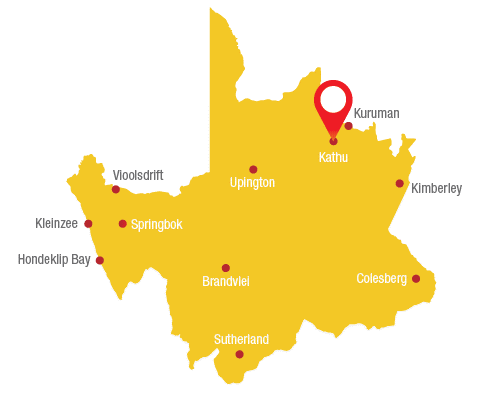 Kuruman
Kathu
Vioolsdrift
Upington
Kimberley
Kleinzee
Springbok
Hondeklip Bay
Brandvlei
Colesberg
Sutherland